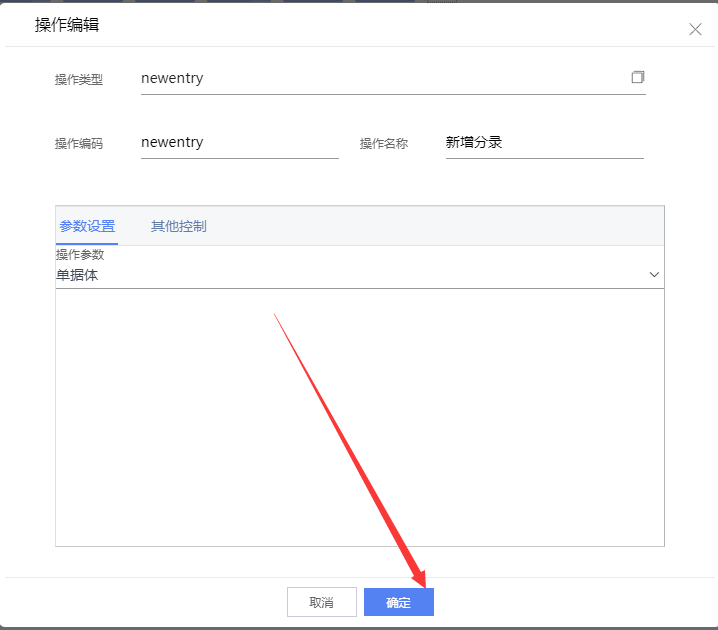 操作编辑
操作类型 newentry
操作编码 newentry 操作名称 新增分录
参数设置 其他控制
操作参数
单据体
取消 确定